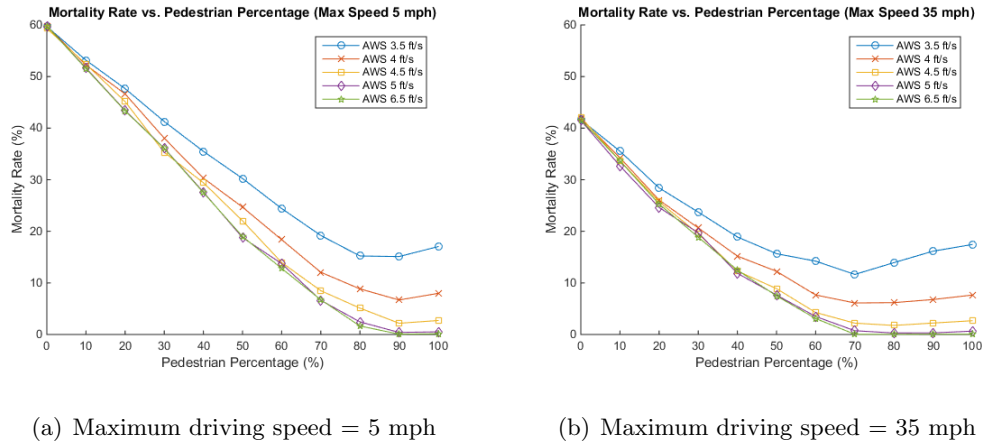 Mortality Rate vs. Pedestrian Percentage (Max Speed 5 mph)
60
50
40
30
20
10
0
Mortality Rate (%)
AWS 3.5 ft/s
AWS 4 ft/s
AWS 4.5 ft/s
AWS 5 ft/s
AWS 6.5 ft/s
0 10 20 30 40 50 60 70 80 90 100
Pedestrian Percentage (%)
(a) Maximum driving speed = 5 mph
Mortality Rate vs. Pedestrian Percentage (Max Speed 35 mph)
60
50
40
30
20
10
0
Mortality Rate (%)
AWS 3.5 ft/s
AWS 4 ft/s
AWS 4.5 ft/s
AWS 5 ft/s
AWS 6.5 ft/s
0 10 20 30 40 50 60 70 80 90 100
Pedestrian Percentage (%)
(b) Maximum driving speed = 35 mph